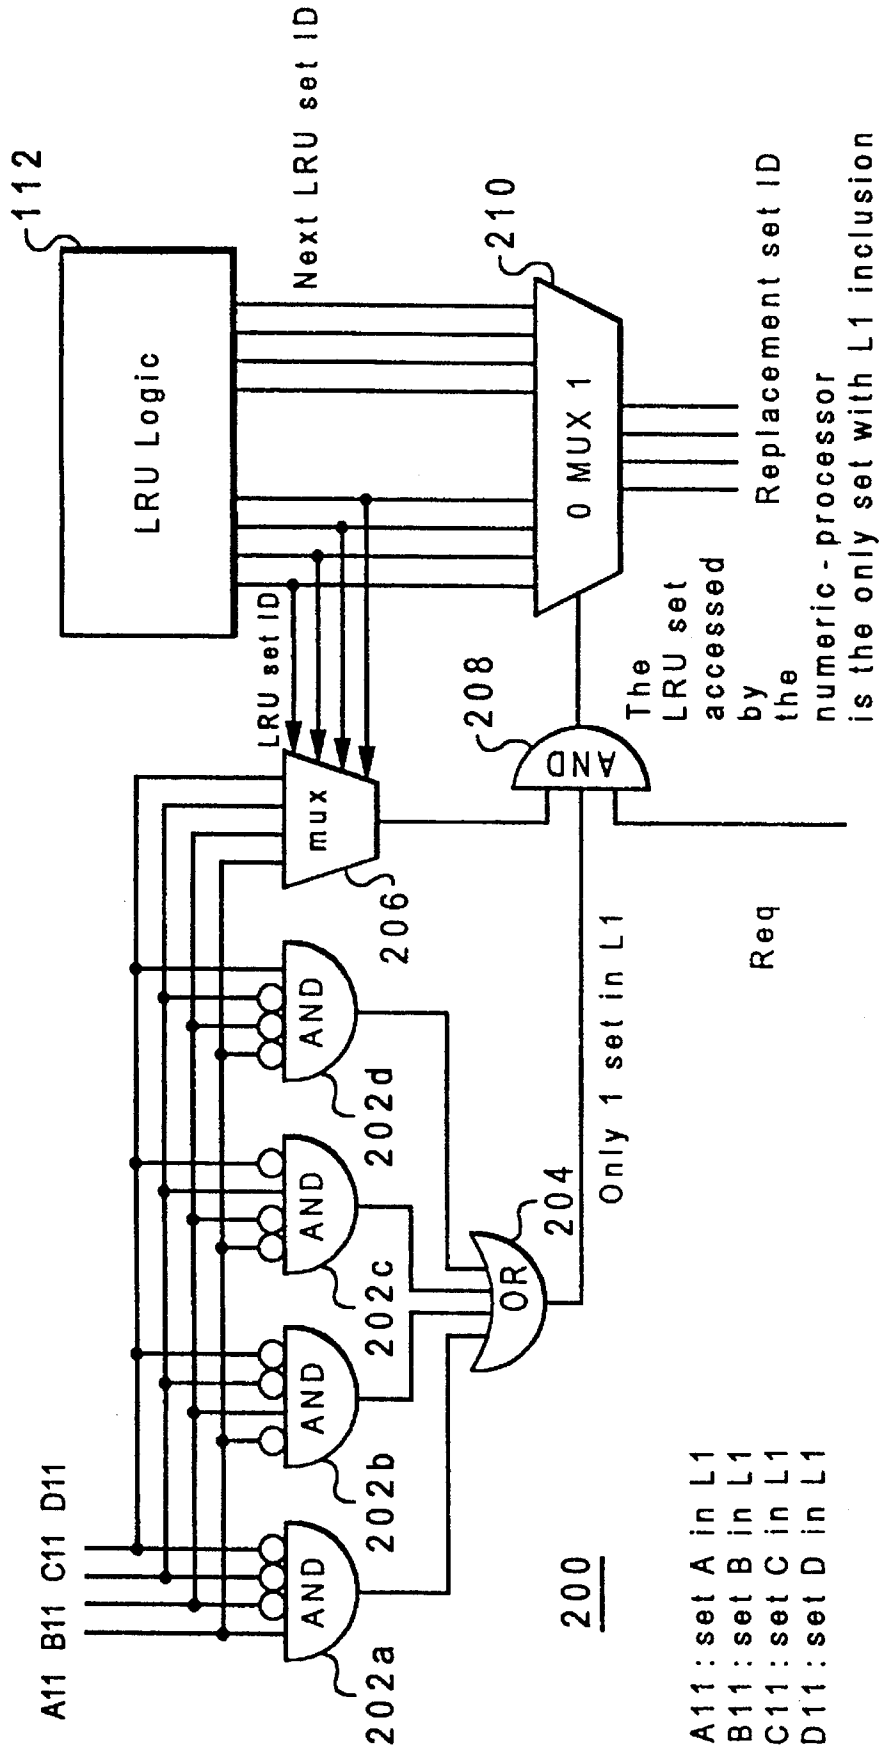 112
LRU Logic
Next LRU set ID
LRU set ID
A11 B11 C11 D11
AND
AND
AND
AND
mux
202a
202b
202c
202d
206
208
210
0 MUX 1
AND
OR
204
Only 1 set in L1
The
LRU set
accessed
by
the
numeric - processor
is the only set with L1 inclusion
Replacement set ID
Req
200
A11 : set A in L1
B11 : set B in L1
C11 : set C in L1
D11 : set D in L1